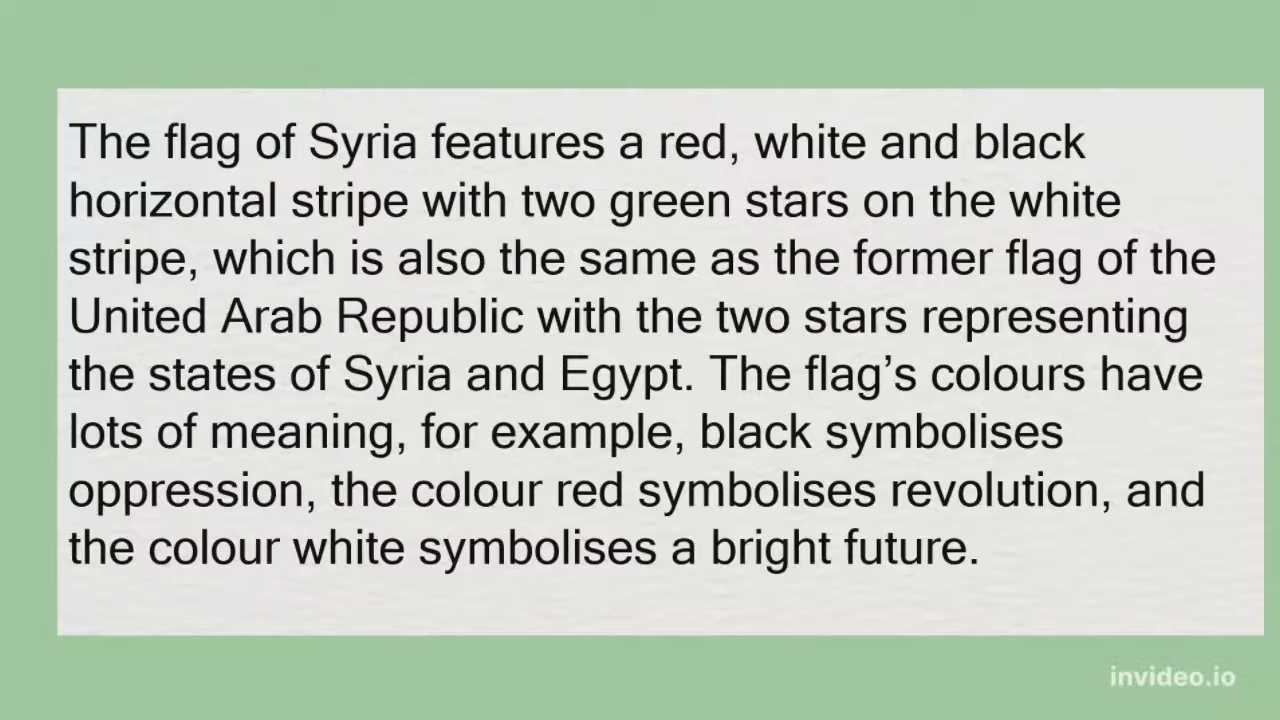 The flag of Syria features a red, white and black
horizontal stripe with two green stars on the white
stripe, which is also the same as the former flag of the
United Arab Republic with the two stars representing
the states of Syria and Egypt. The flag’s colours have
lots of meaning, for example, black symbolises
oppression, the colour red symbolises revolution, and
the colour white symbolises a bright future.
invideo.io